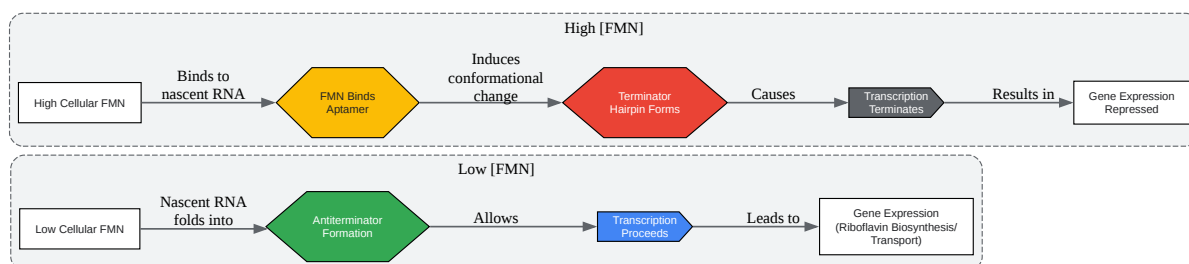 High [FMN]
High Cellular FMN
Binds to
nascent RNA
FMN Binds
Aptamer
Induces
conformational
change
Terminator
Hairpin Forms
Causes
Transcription
Terminates
Results in
Gene Expression
Repressed
Low [FMN]
Low Cellular FMN
Nascent RNA
folds into
Antiterminator
Formation
Allows
Transcription
Proceeds
Leads to
Gene Expression
(Riboflavin Biosynthesis/
Transport)